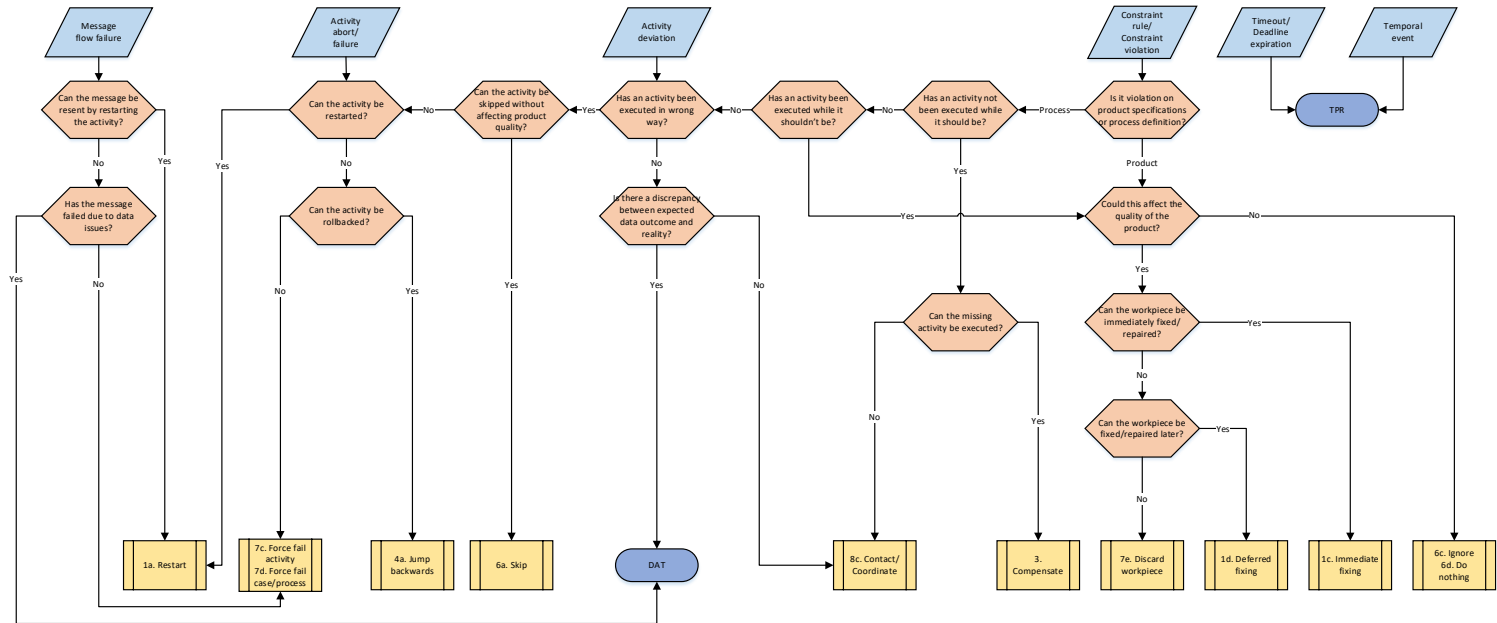 Message
flow failure
Activity
abort/
failure
Activity
deviation
Constraint
rule/
Constraint
violation
Timeout/
Deadline
expiration
Temporal
event
Can the message be
resent by restarting
the activity?
Can the activity be
restarted?
No
Can the activity be
skipped without
affecting product
quality?
Yes
Has an activity been
executed in wrong
way?
No
Has an activity been
executed while it
shouldn't be?
No
Has an activity not
been executed while
it should be?
Process
Is it violation on
product specifications
or process definition?
TPR
No
Yes
Yes
No
No
Yes
Product
Has the message
failed due to data
issues?
Can the activity be
rollbacked?
Is there a discrepancy
between expected
data outcome and
reality?
Yes
Could this affect the
quality of the
product?
No
Yes
No
No
Yes
Yes
Yes
No
Yes
Can the missing
activity be executed?
Can the workpiece be
immediately fixed/
repaired?
Yes
No
No
Yes
Can the workpiece be
fixed/repaired later?
Yes
No
1a. Restart
7c. Force fail
activity
7d. Force fail
case/process
4a. Jump
backwards
6a. Skip
DAT
8c. Contact/
Coordinate
3.
Compensate
7e. Discard
workpiece
1d. Deferred
fixing
1c. Immediate
fixing
6c. Ignore
6d. Do
nothing